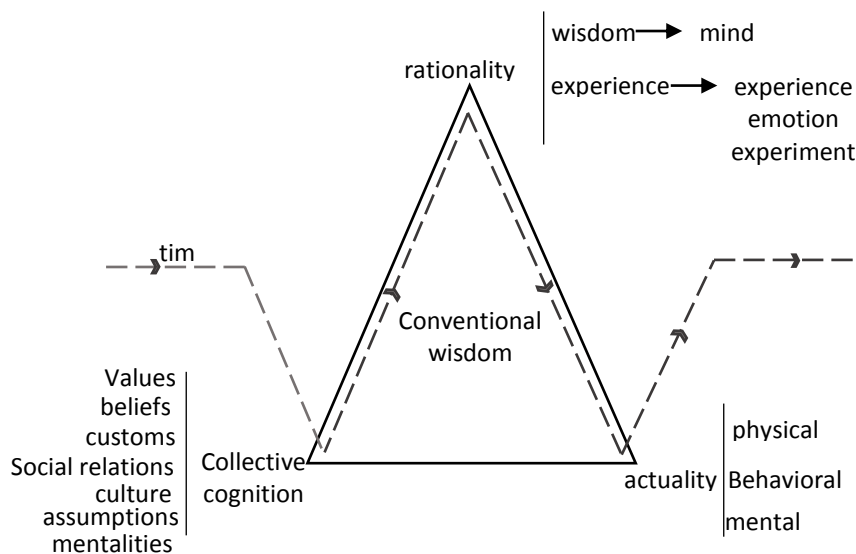 wisdom mind
rationality
experience experience
emotion
experiment
tim
Conventional
wisdom
Values
beliefs
customs
Social relations
culture
assumptions
mentalities
Collective
cognition
actuality
physical
Behavioral
mental